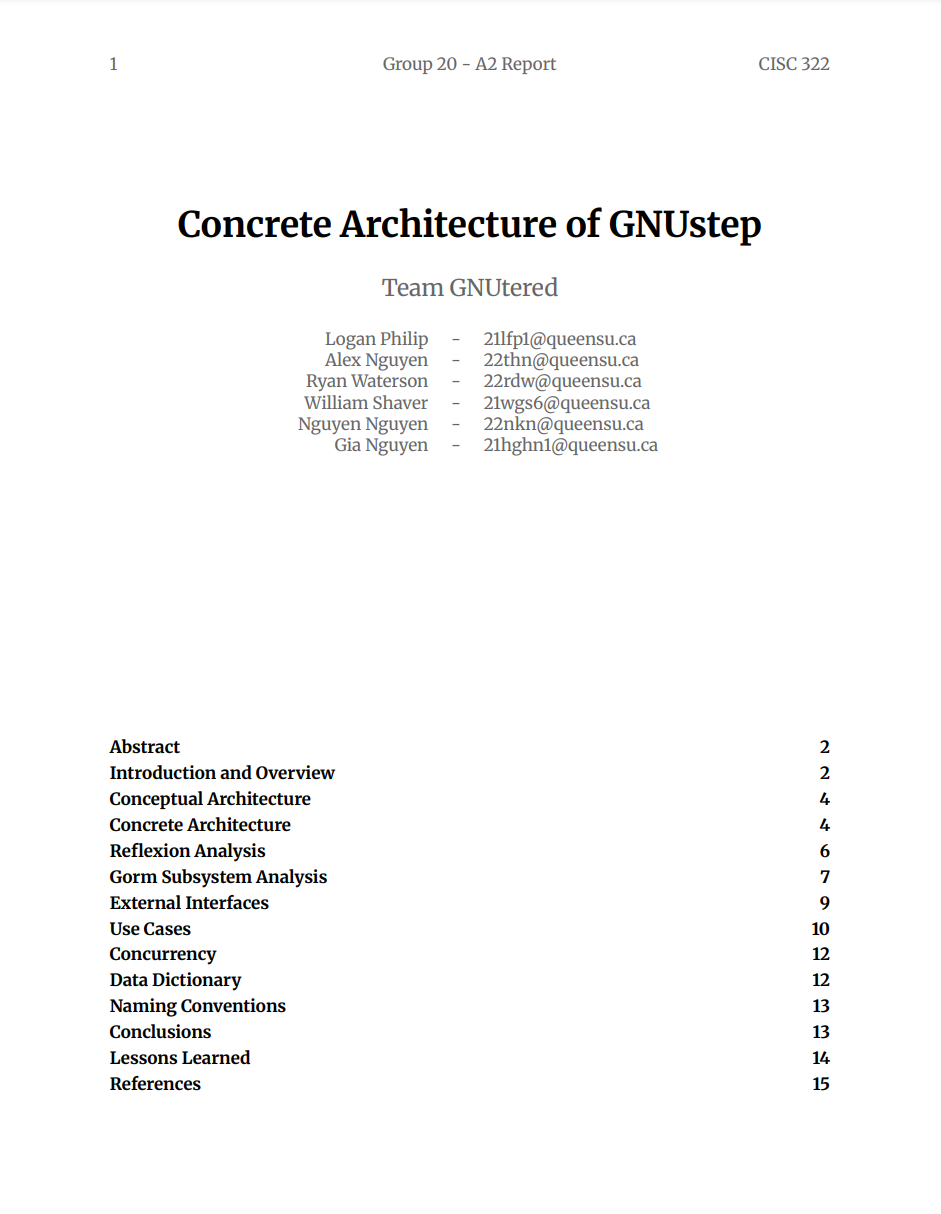 1 Group 20 - A2 Report CISC 322
Concrete Architecture of GNUstep
Team GNUtered
Logan Philip - 21lfp1@queensu.ca
Alex Nguyen - 22thn@queensu.ca
Ryan Waterson - 22rdw@queensu.ca
William Shaver - 21wgs6@queensu.ca
Nguyen Nguyen - 22nkn@queensu.ca
Gia Nguyen - 21hghn1@queensu.ca
Abstract 2
Introduction and Overview 2
Conceptual Architecture 4
Concrete Architecture 4
Reflexion Analysis 6
Gorm Subsystem Analysis 7
External Interfaces 9
Use Cases 10
Concurrency 12
Data Dictionary 12
Naming Conventions 13
Conclusions 13
Lessons Learned 14
References 15